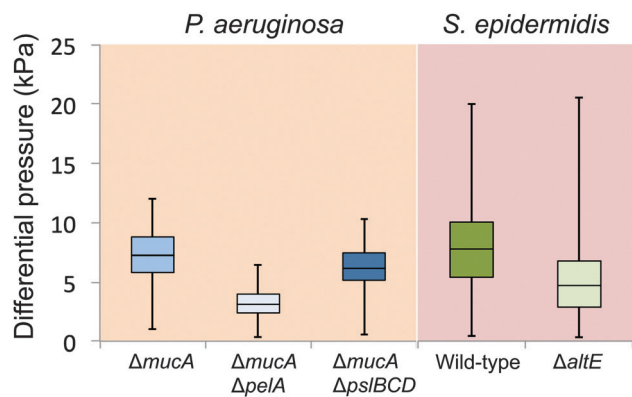 P. aeruginosa
S. epidermidis
Differential pressure (kPa)
25
20
15
10
5
0
ΔmucA
ΔmucA
ΔpelA
ΔmucA
ΔpslBCD
Wild-type
ΔaltE